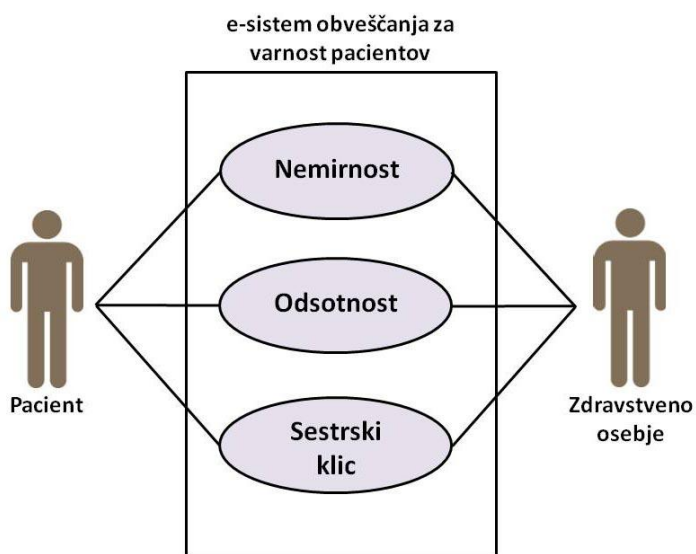 e-sistem obveščanja za
varnost pacientov
Nemirnost
Odsotnost
Pacient
Sestrski
klic
Zdravstveno
osebje